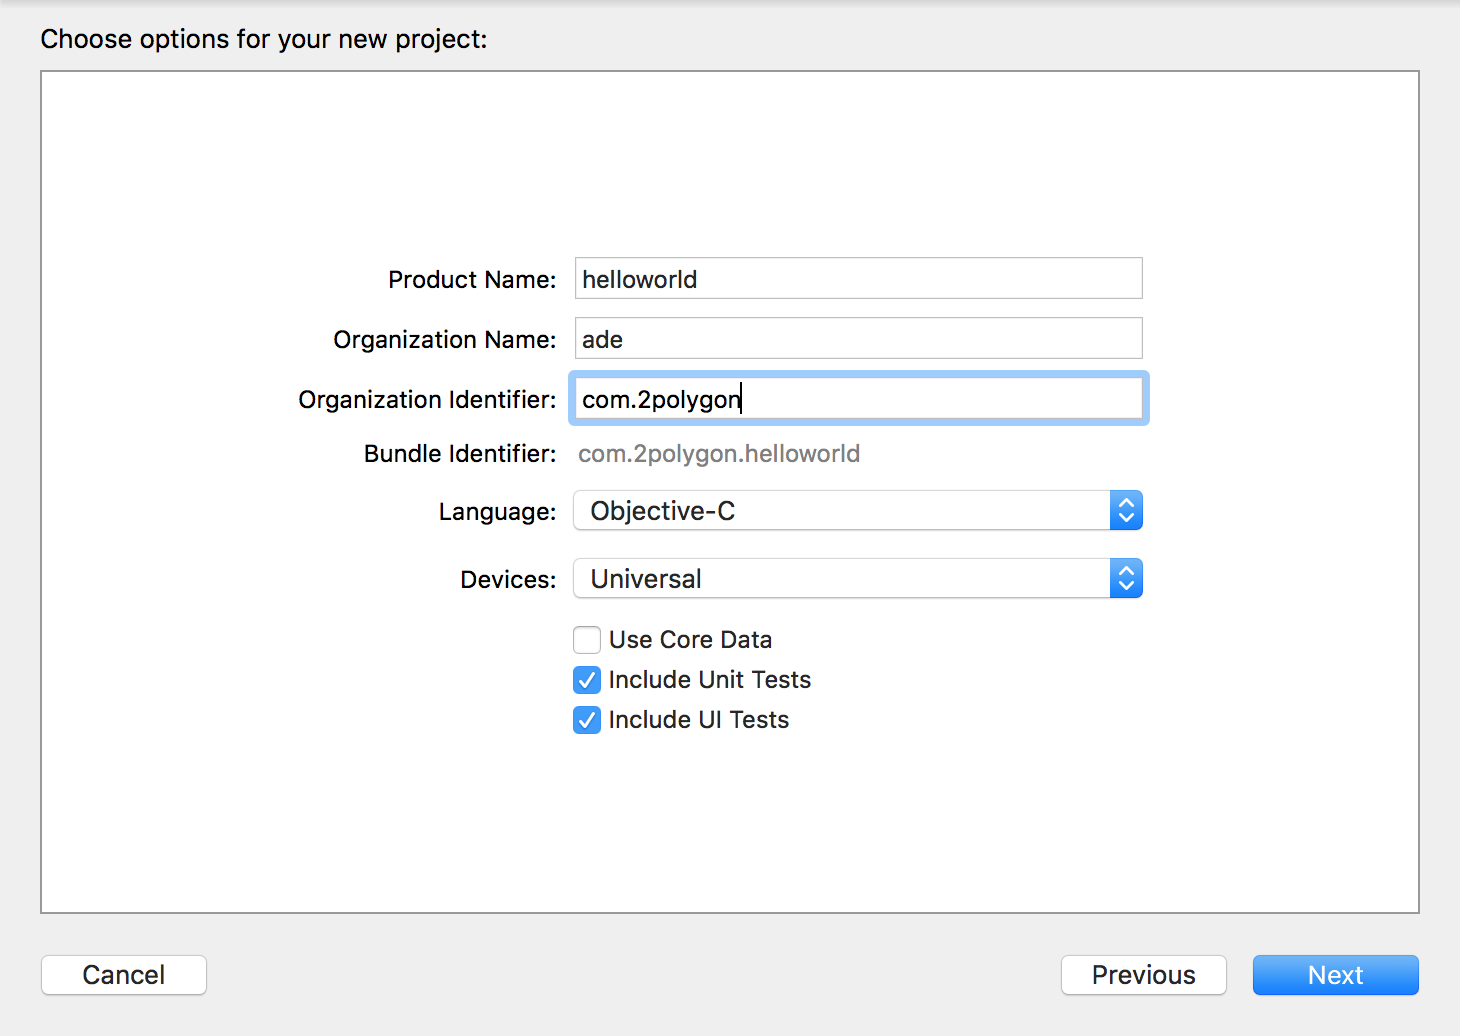 Choose options for your new project:
Product Name: helloworld
Organization Name: ade
Organization Identifier: com.2polygon
Bundle Identifier: com.2polygon.helloworld
Language: Objective-C
Devices: Universal
Use Core Data
Include Unit Tests
Include UI Tests
Cancel Previous Next